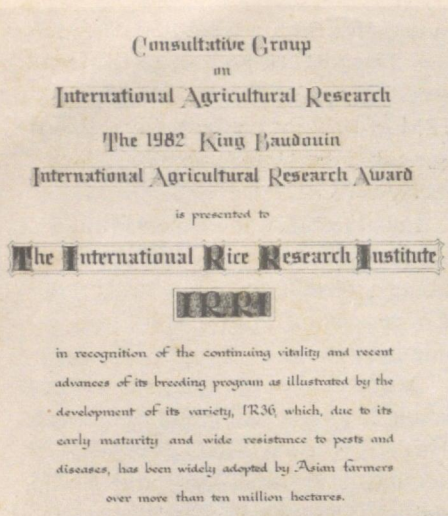 Consultative Group
on
International Agricultural Research
The 1982 King Baudouin
International Agricultural Research Award
is presented to
The International Rice Research Institute
IRRI
in recognition of the continuing vitality and recent
advances of its breeding program as illustrated by the
development of its variety, IR36, which, due to its
early maturity and wide resistance to pests and
diseases, has been widely adopted by Asian farmers
over more than ten million hectares.